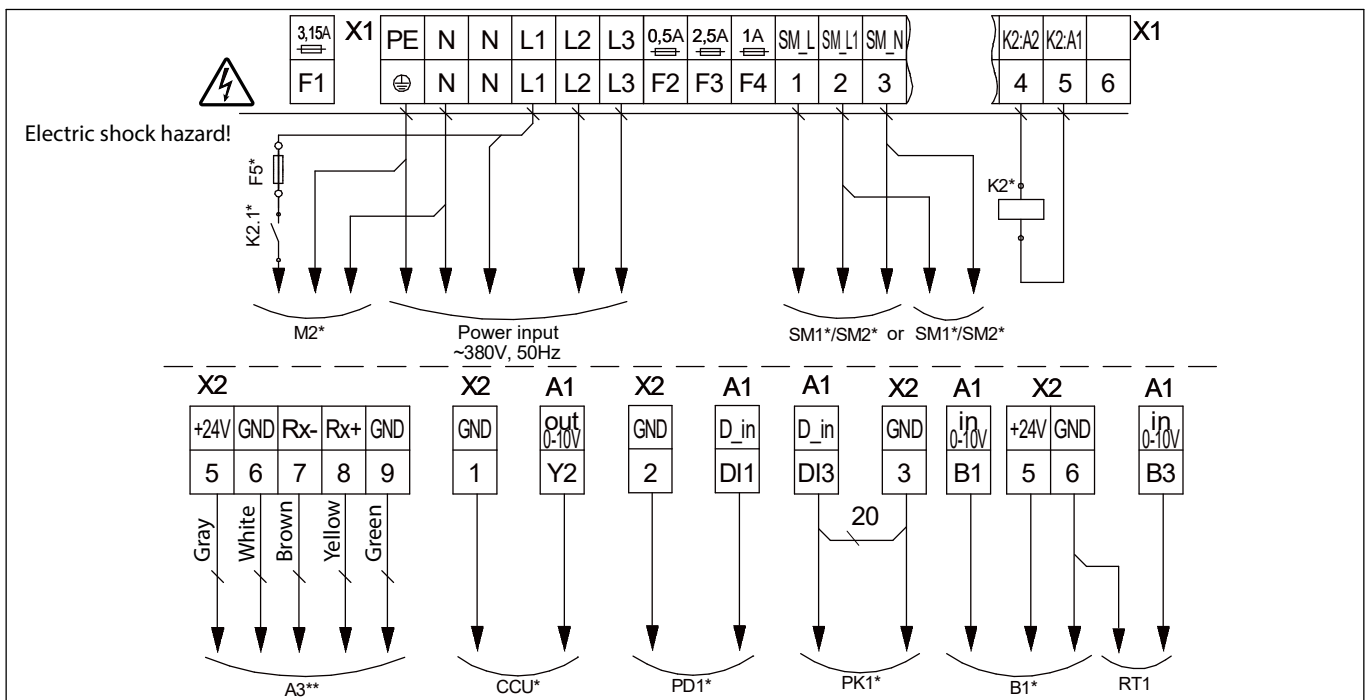 3,15A X1 PE N N L1 L2 L3 0,5A 2,5A 1A SM_L SM_L1 SM_N K2:A2 K2:A1 X1
F1 N N L1 L2 L3 F2 F3 F4 1 2 3 4 5 6
Electric shock hazard!
F5*
K2.1*
K2*
M2* Power input SM1*/SM2* or SM1*/SM2*
~380V, 50Hz
X2 X2 A1 X2 A1 A1 X2 A1 X2 A1
+24V GND Rx- Rx+ GND GND out 0-10V GND D_in D_in GND in 0-10V +24V GND in 0-10V
5 6 7 8 9 1 Y2 2 DI1 DI3 3 B1 5 6 B3
Gray White Brown Yellow Green 20
A3** CCU* PD1* PK1* B1* RT1